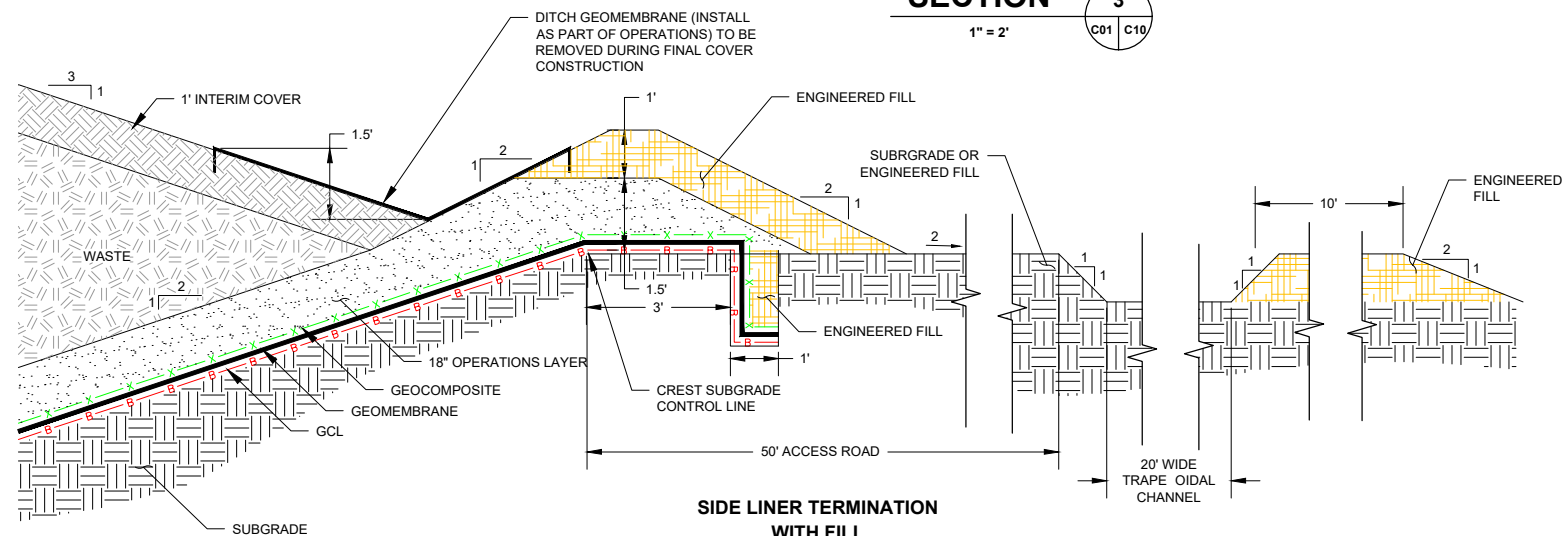 SECTION
3
1" = 2'
C01 C10
DITCH GEOMEMBRANE (INSTALL
AS PART OF OPERATIONS) TO BE
REMOVED DURING FINAL COVER
CONSTRUCTION
3
1
1' INTERIM COVER
1.5'
1'
ENGINEERED FILL
1
2
SUBRGRADE OR
ENGINEERED FILL
2
1
ENGINEERED
FILL
10'
2
1
1
1
1
2
1
WASTE
2
1
1.5'
3'
ENGINEERED FILL
1'
18" OPERATIONS LAYER
GEOCOMPOSITE
GEOMEMBRANE
GCL
CREST SUBGRADE
CONTROL LINE
50' ACCESS ROAD
20' WIDE
TRAPE OIDAL
CHANNEL
SUBGRADE
SIDE LINER TERMINATION
WITH FILL